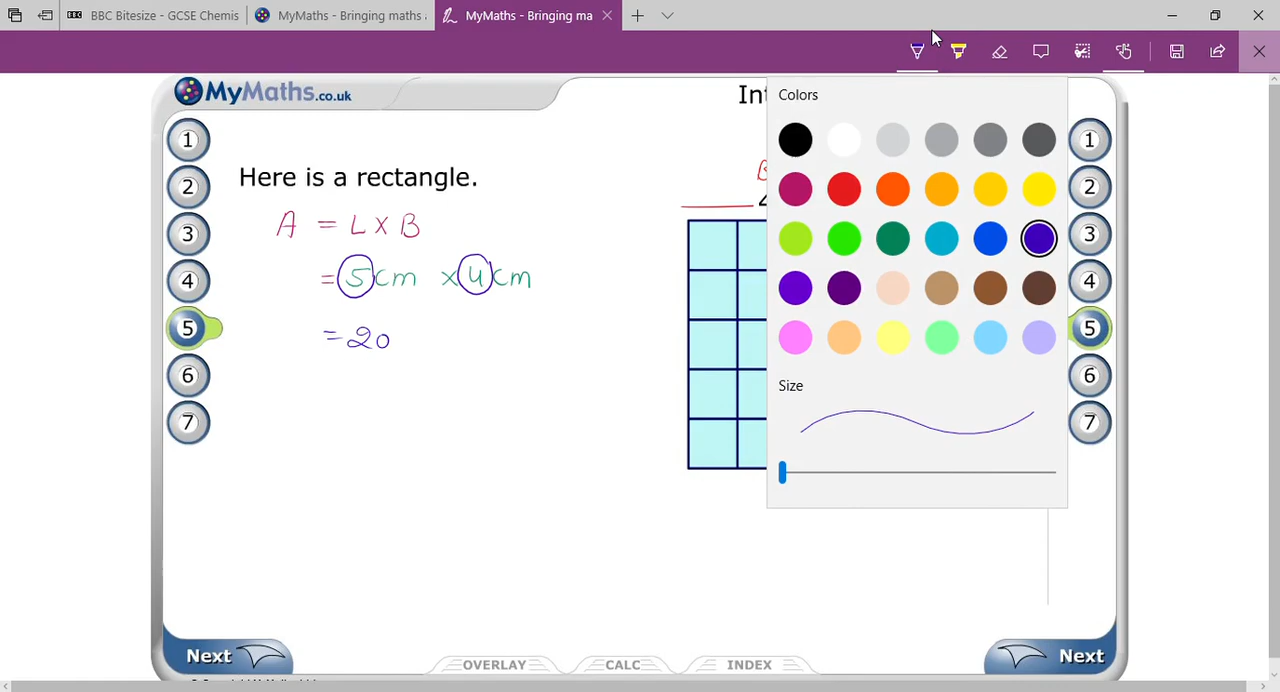 BBC Bitesize - GCSE Chemis
MyMaths - Bringing maths
MyMaths - Bringing ma
MyMaths.co.uk
Int
Colors
1
2
3
4
5
6
7
Here is a rectangle.
A = L X B
= 5 cm x 4 cm
= 20
B
4
Size
1
2
3
4
5
6
7
Next
OVERLAY
CALC
INDEX
Next